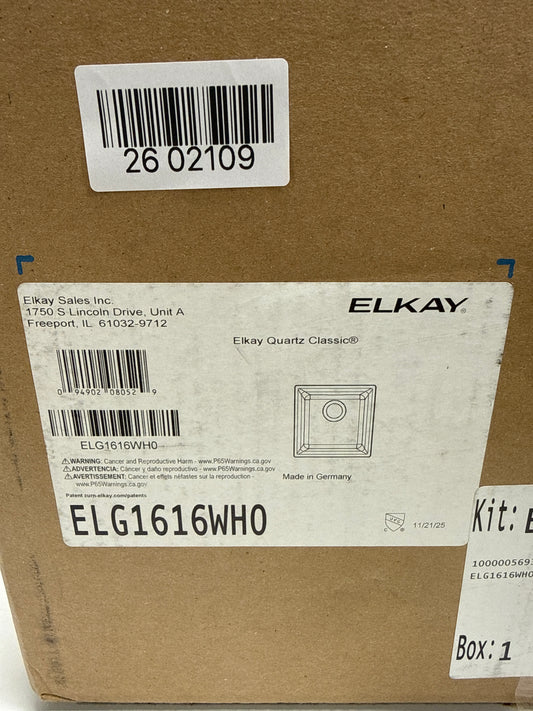 26 02109
Elkay Sales Inc.
1750 S Lincoln Drive, Unit A
Freeport, IL 61032-9712
ELKAY®
Elkay Quartz Classic®
0 94902 08052 9
ELG1616WH0
⚠WARNING: Cancer and Reproductive Harm - www.P65Warnings.ca.gov
⚠ADVERTENCIA: Cáncer y daño reproductivo - www.P65Warnings.ca.gov
⚠AVERTISSEMENT: Cancer et effets néfastes sur la reproduction -
www.P65Warnings.ca.gov
Made in Germany
Patent zurn.elkay.com/patents
ELG1616WH0
UPC
11/21/25
Kit: E
100000569
ELG1616WH0
Box: 1